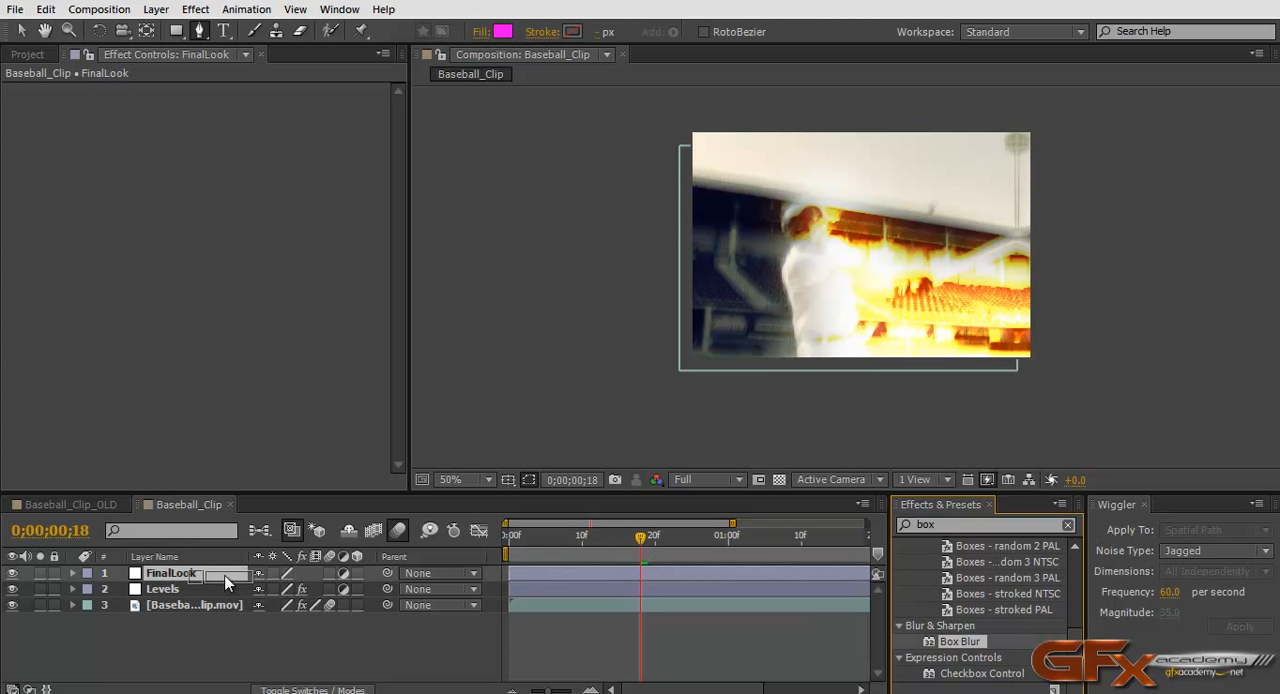 File Edit Composition Layer Effect Animation View Window Help
Fill: Stroke: - px Add: RotoBezier Workspace: Standard Search Help
Project Effect Controls: FinalLook Composition: Baseball_Clip
Baseball_Clip • FinalLook Baseball_Clip
50% 0;00;00;18 Full Active Camera 1 View +0.0
Baseball_Clip_OLD Baseball_Clip Effects & Presets Wiggler
0;00;00;18 box Apply To: Spatial Path
# Layer Name Parent :00f 10f 20f 01:00f 10f 2
Boxes - random 2 PAL Noise Type: Jagged
Boxes - ...dom 3 NTSC Dimensions: All Independently
1 FinalLook None Boxes - random 3 PAL
2 Levels None Boxes - stroked NTSC Frequency: 60.0 per second
3 [Baseba...lip.mov] None Boxes - stroked PAL Magnitude: 35.0
Blur & Sharpen Apply
32 Box Blur
Expression Controls
Checkbox Control
Toggle Switches / Modes
GFx academy
gfxacademy.net